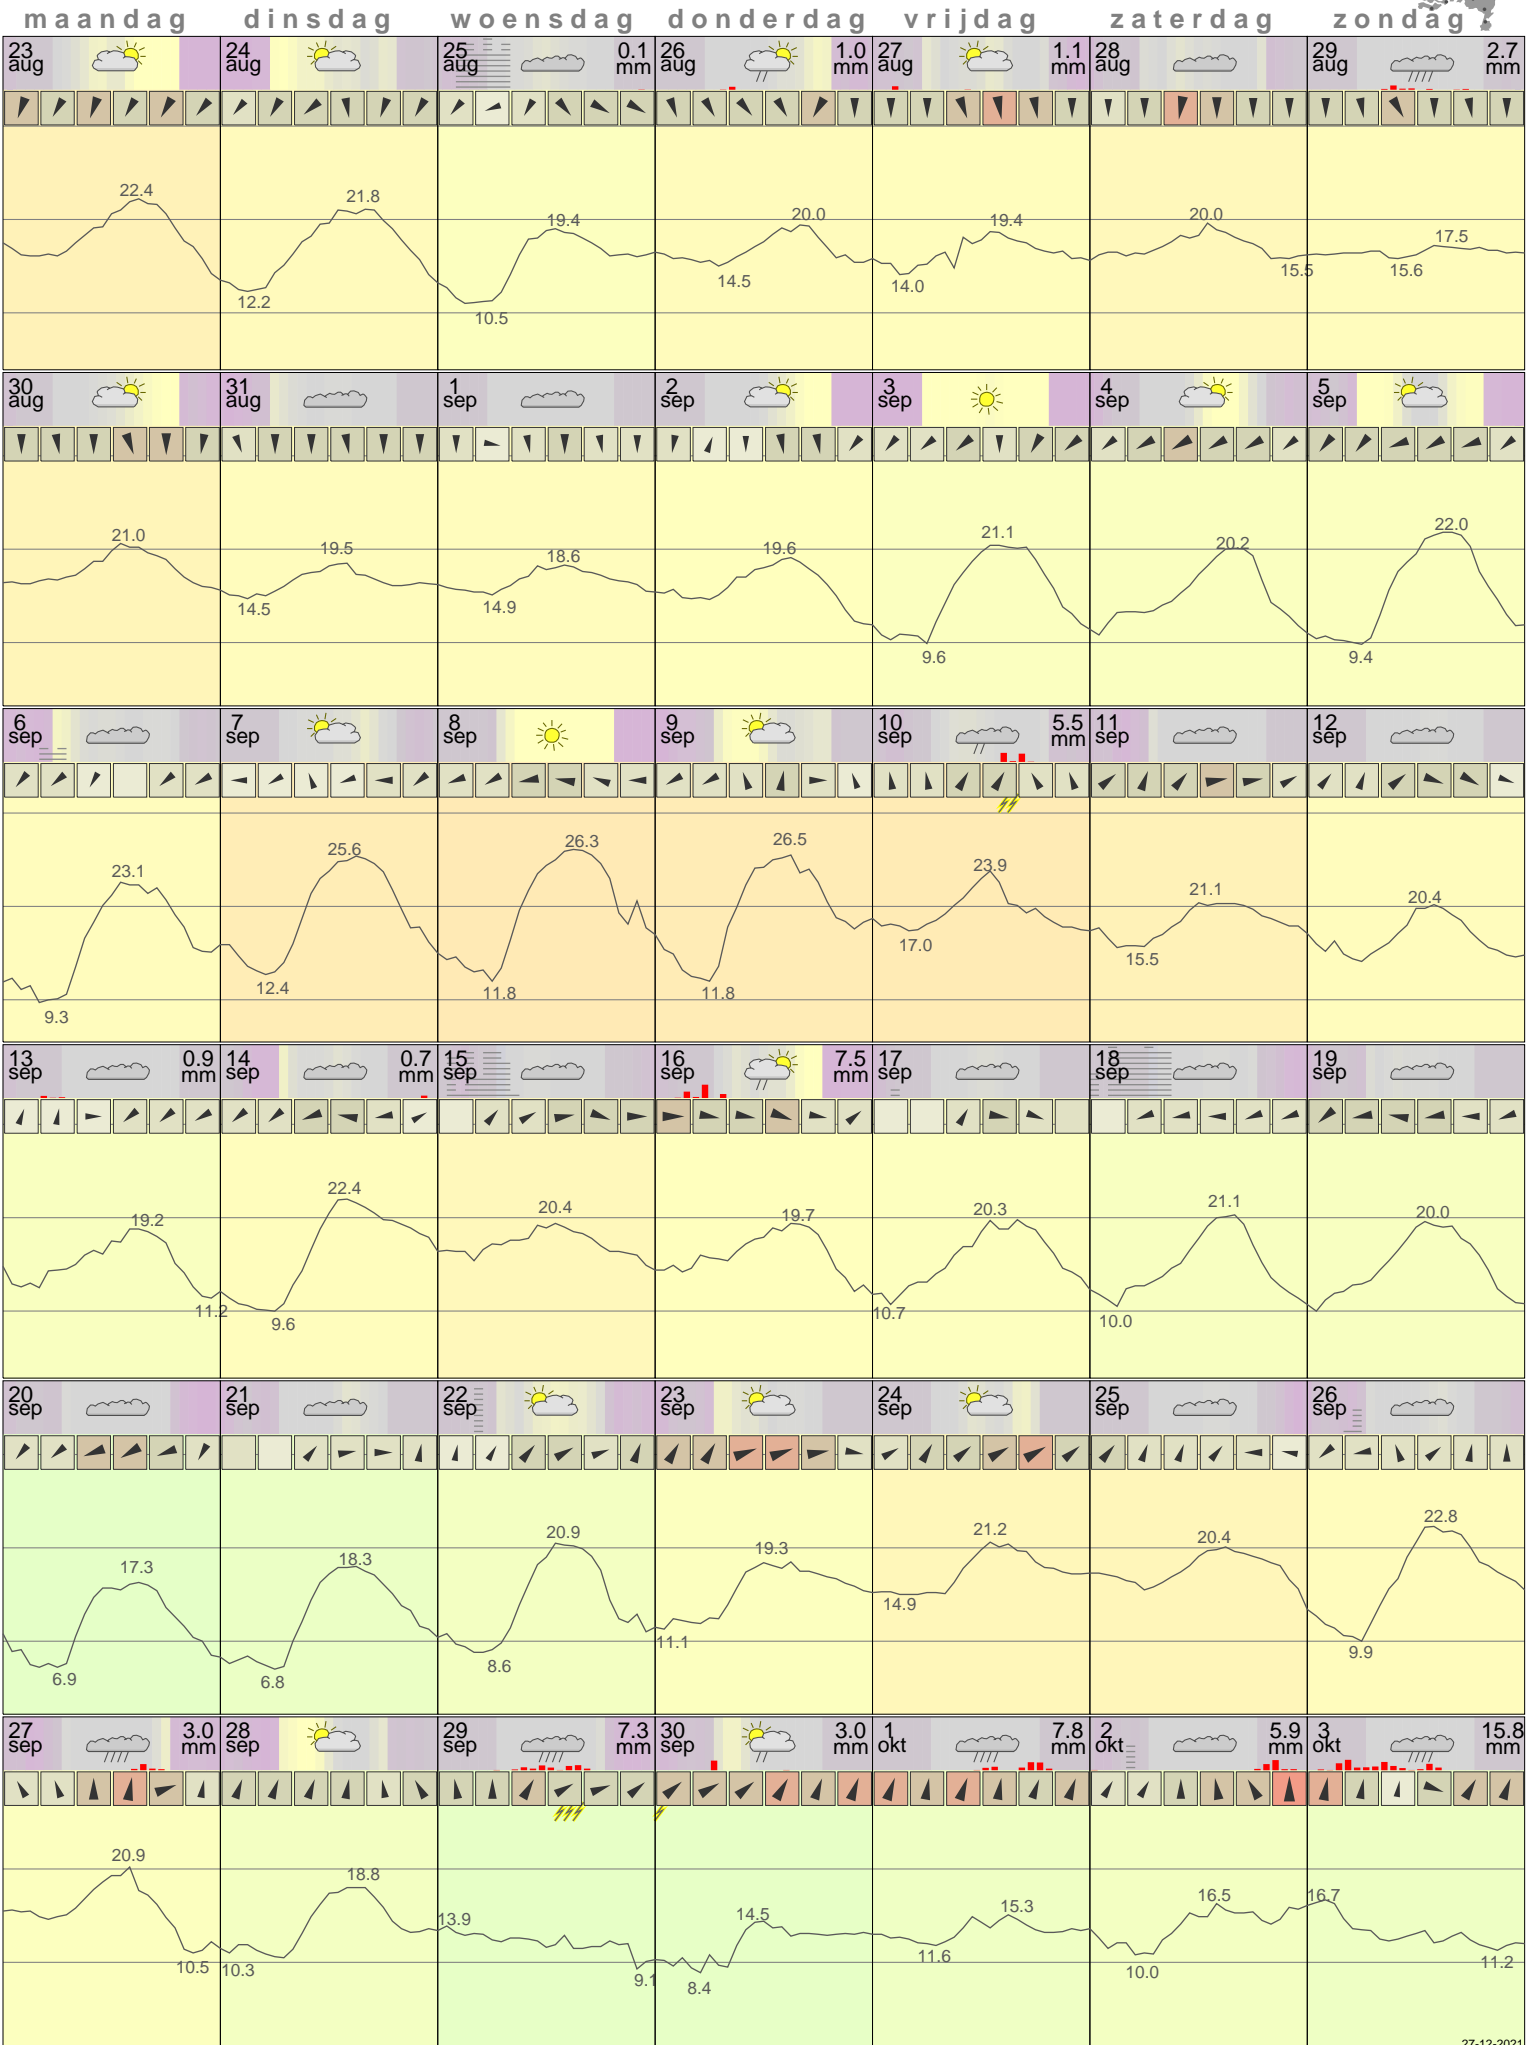 maandag dinsdag woensdag donderdag vrijdag zaterdag zondag
23 24 25 0.1 26 1.0 27 1.1 28 29 2.7
aug aug aug mm aug mm aug mm aug aug mm
22.4 21.8 19.4 20.0 19.4 20.0 17.5
12.2 10.5 14.5 14.0 15.5 15.6
30 31 1 2 3 4 5
aug aug sep sep sep sep sep
21.0 19.5 18.6 19.6 21.1 20.2 22.0
14.5 14.9 9.6 9.4
6 7 8 9 10 5.5 11 12
sep sep sep sep sep mm sep sep
23.1 25.6 26.3 26.5 23.9 21.1 20.4
9.3 12.4 11.8 11.8 17.0 15.5
13 0.9 14 0.7 15 16 7.5 17 18 19
sep mm sep mm sep sep mm sep sep sep
19.2 22.4 20.4 19.7 20.3 21.1 20.0
11.2 9.6 10.7 10.0
20 21 22 23 24 25 26
sep sep sep sep sep sep sep
17.3 18.3 20.9 19.3 21.2 20.4 22.8
6.9 6.8 8.6 11.1 14.9 9.9
27 3.0 28 29 7.3 30 3.0 1 7.8 2 5.9 3 15.8
sep mm sep sep mm sep mm okt mm okt mm okt mm
20.9 18.8 13.9 14.5 15.3 16.5 16.7
10.5 10.3 9.1 8.4 11.6 10.0 11.2
27-12-2021